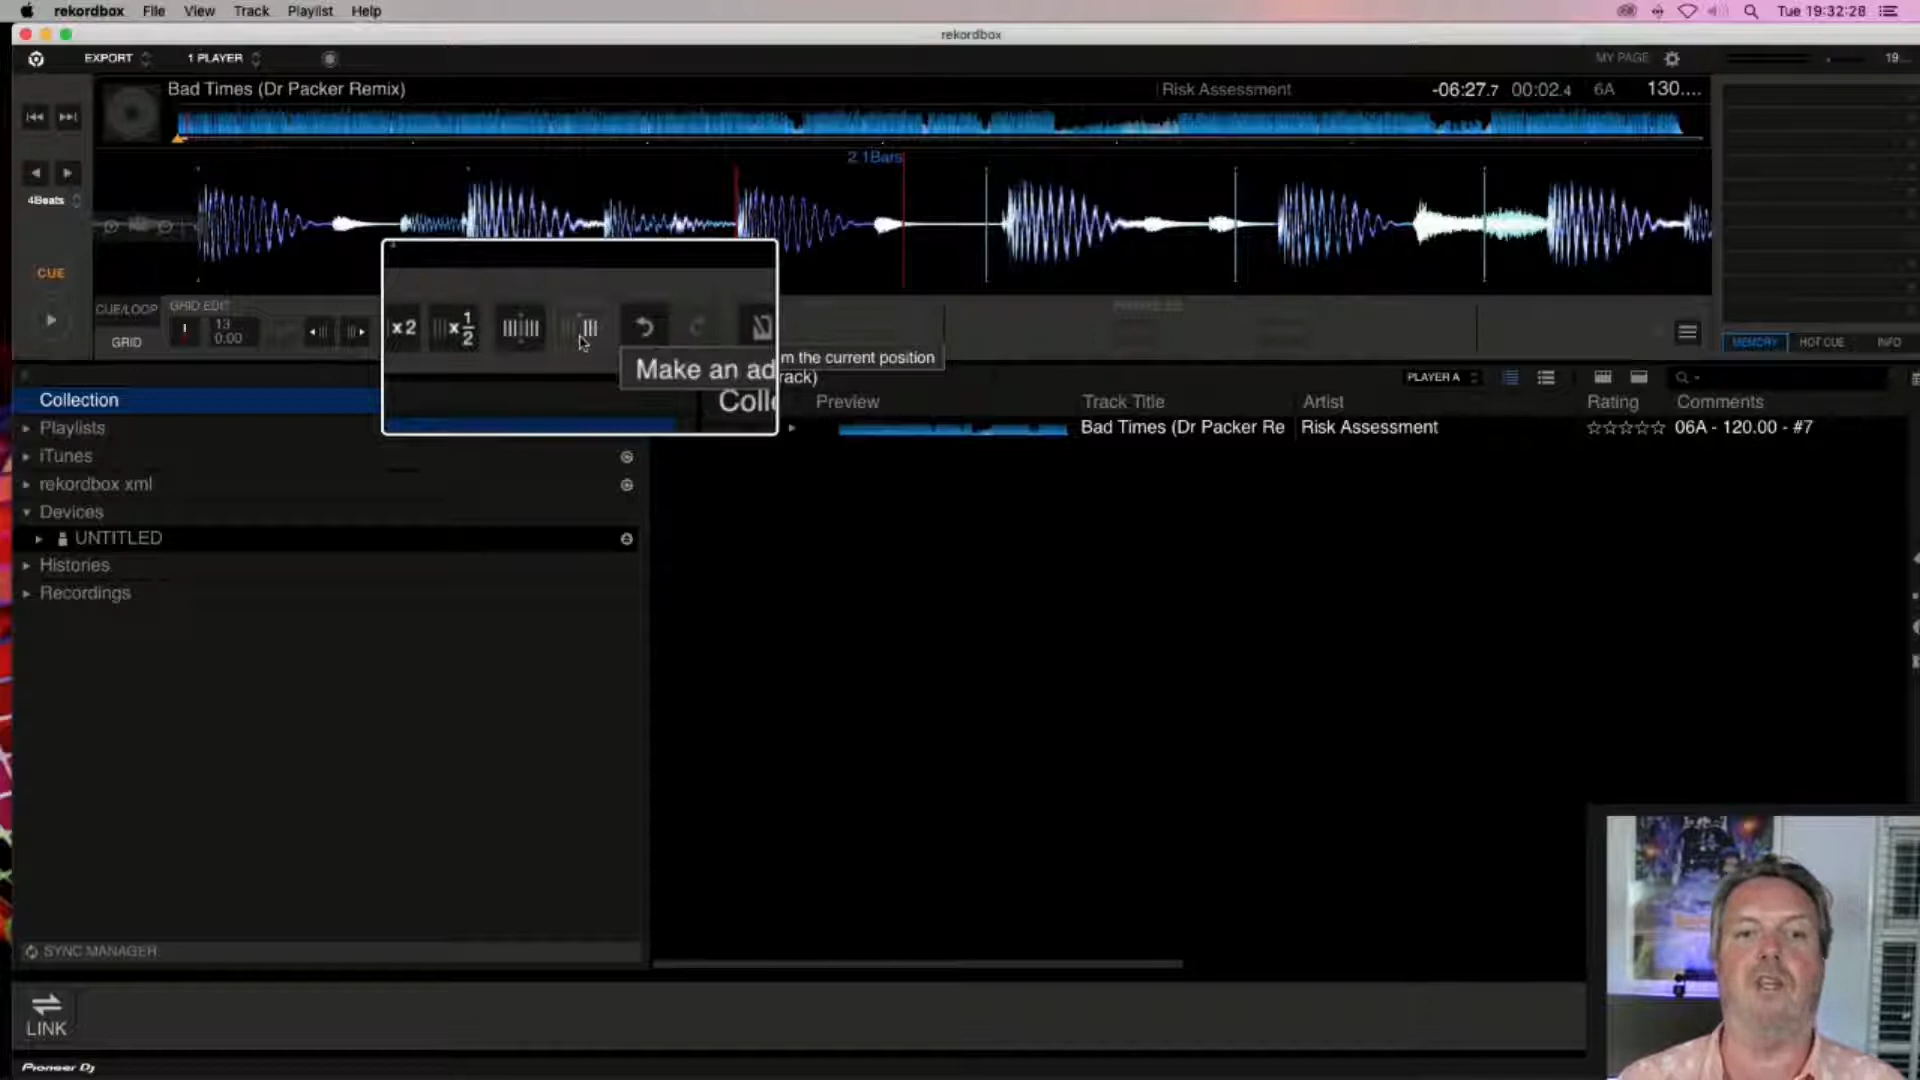 rekordbox File View Track Playlist Help Tue 19:32:28
rekordbox
EXPORT 1 PLAYER MY PAGE 19...
Bad Times (Dr Packer Remix) Risk Assessment -06:27.7 00:02.4 6A 130....
2.1Bars
4Beats
CUE
CUE/LOOP GRID EDIT
GRID 13
0:00
x2 x1/2
Make an ad m the current position
rack)
MEMORY HOT CUE INFO
PLAYER A
Colle Preview Track Title Artist Rating Comments
Bad Times (Dr Packer Re Risk Assessment ☆☆☆☆☆ 06A - 120.00 - #7
Collection
Playlists
iTunes
rekordbox xml
Devices
UNTITLED
Histories
Recordings
SYNC MANAGER
LINK
Pioneer Dj